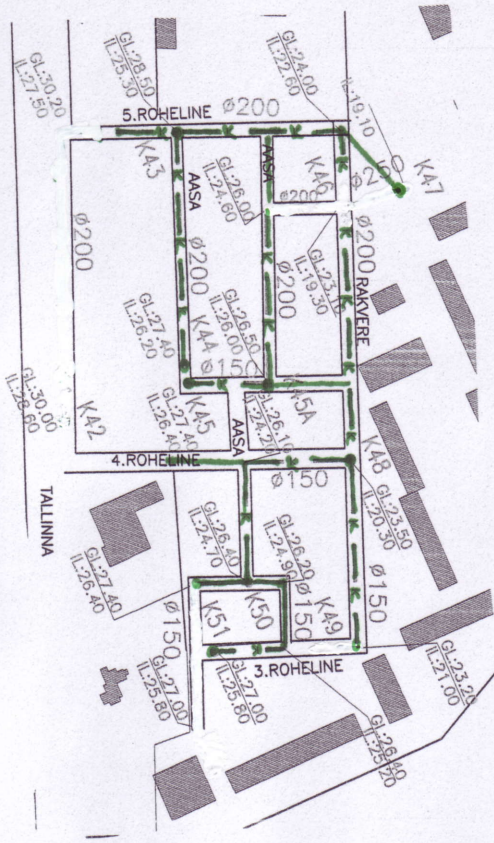 GL:24.00
IL:22.60
IL:19.10
K47
Ø250
GL:28.50
IL:25.30
5.ROHELINE
Ø200
GL:30.20
IL:27.50
K43
AASA
AASA
K46
GL:26.00
IL:24.60
Ø200
Ø200
RAKVERE
GL:23.10
IL:19.30
Ø200
Ø200
Ø200
GL:26.50
IL:26.00
GL:27.40
IL:26.20
K44
Ø150
K45
GL:27.40
IL:26.40
GL:26.10
IL:24.20
AASA
K48
GL:23.50
IL:20.30
K42
GL:30.00
IL:28.60
4.ROHELINE
Ø150
TALLINNA
GL:26.40
IL:24.70
GL:26.20
IL:24.90
Ø150
GL:27.40
IL:26.40
K50
K51
Ø150
K49
Ø150
GL:27.00
IL:25.80
GL:27.00
IL:25.80
3.ROHELINE
GL:23.20
IL:21.00
GL:26.40
IL:25.20